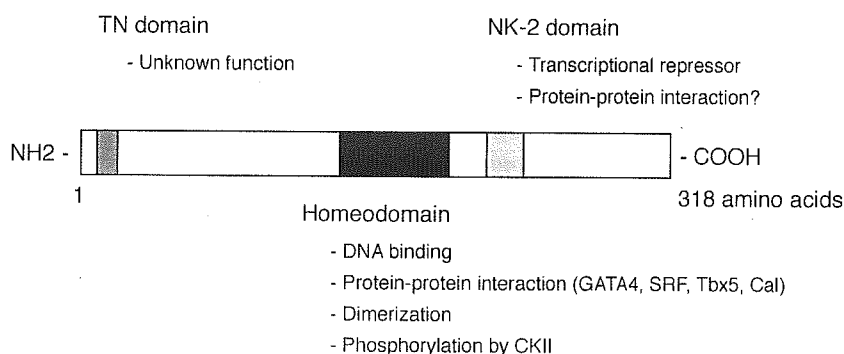 TN domain
- Unknown function
NK-2 domain
- Transcriptional repressor
- Protein-protein interaction?
NH2 -
- COOH
1
318 amino acids
Homeodomain
- DNA binding
- Protein-protein interaction (GATA4, SRF, Tbx5, Cal)
- Dimerization
- Phosphorylation by CKII